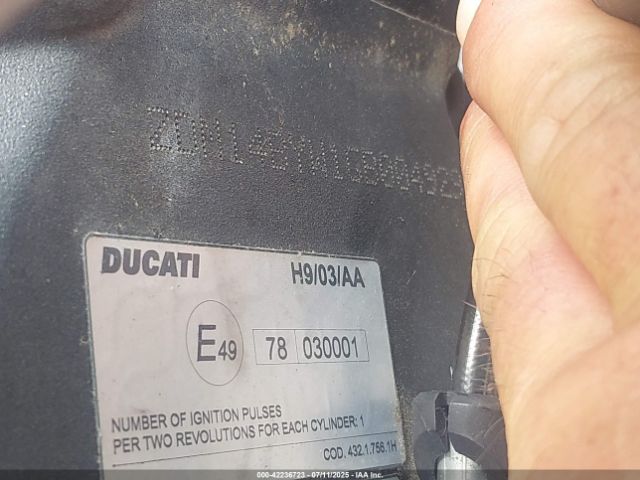 DUCATI H9/03/AA
E49 78 030001
NUMBER OF IGNITION PULSES
PER TWO REVOLUTIONS FOR EACH CYLINDER: 1
COD. 432.1.756.1H
000-42236723 - 07/11/2025 - IAA Inc.